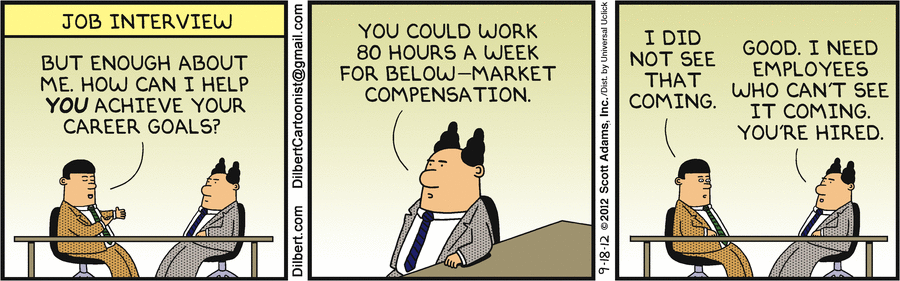 JOB INTERVIEW
BUT ENOUGH ABOUT
ME. HOW CAN I HELP
YOU ACHIEVE YOUR
CAREER GOALS?
Dilbert.com DilbertCartoonist@gmail.com
YOU COULD WORK
80 HOURS A WEEK
FOR BELOW—MARKET
COMPENSATION.
9-18-12 © 2012 Scott Adams, Inc. /Dist. by Universal Uclick
I DID
NOT SEE
THAT
COMING.
GOOD. I NEED
EMPLOYEES
WHO CAN'T SEE
IT COMING.
YOU'RE HIRED.